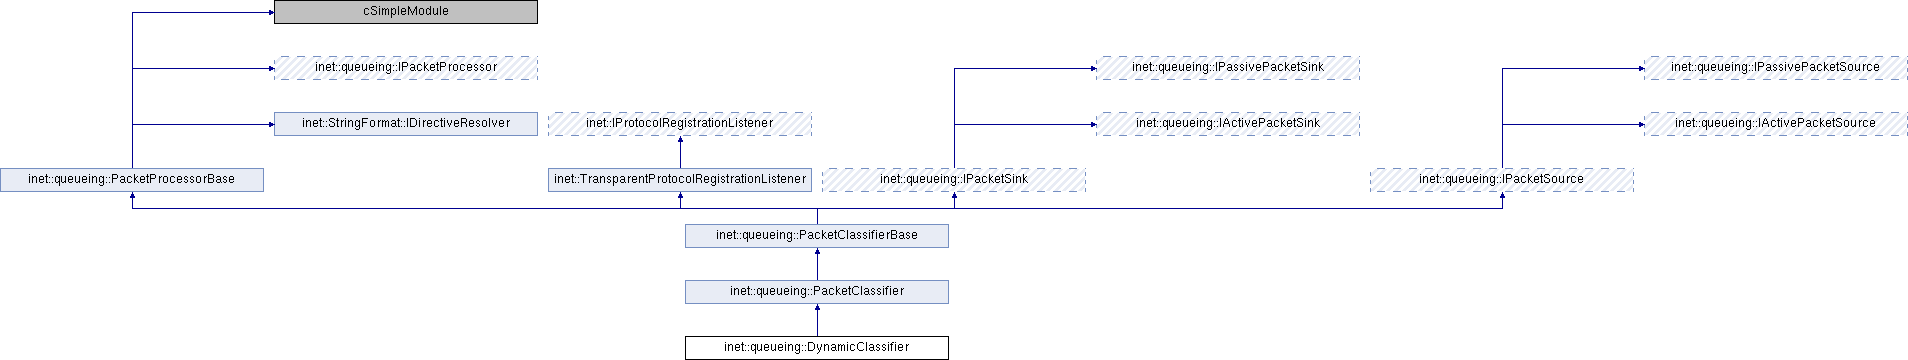 cSimpleModule
inet::queueing::IPacketProcessor
inet::queueing::IPassivePacketSink
inet::queueing::IPassivePacketSource
inet::StringFormat::IDirectiveResolver
inet::IProtocolRegistrationListener
inet::queueing::IActivePacketSink
inet::queueing::IActivePacketSource
inet::queueing::PacketProcessorBase
inet::TransparentProtocolRegistrationListener
inet::queueing::IPacketSink
inet::queueing::IPacketSource
inet::queueing::PacketClassifierBase
inet::queueing::PacketClassifier
inet::queueing::DynamicClassifier